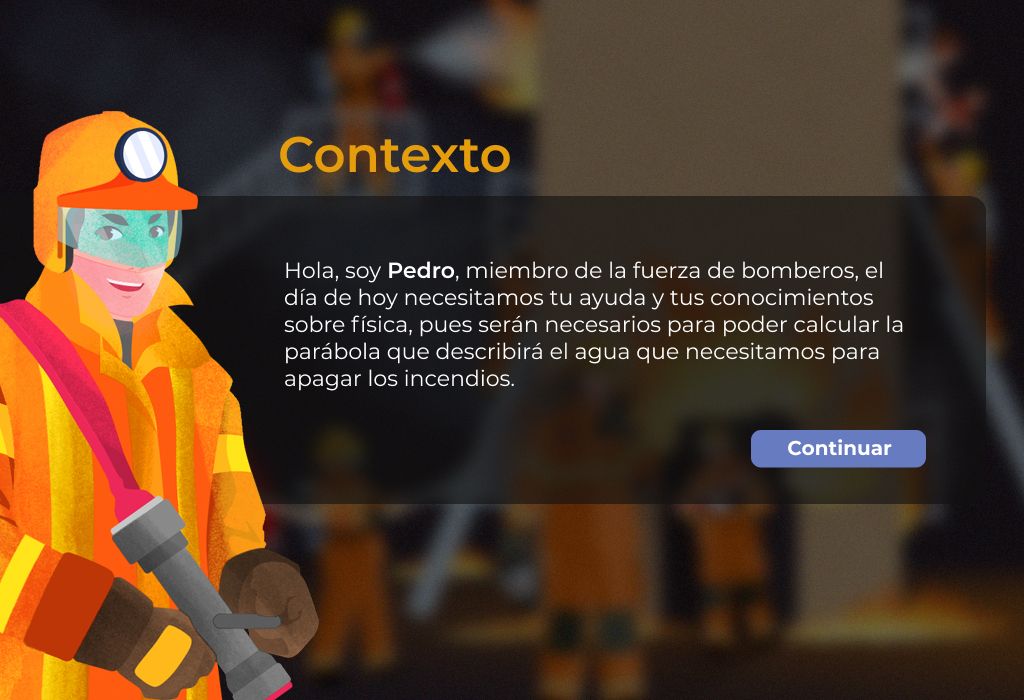 Contexto
Hola, soy Pedro, miembro de la fuerza de bomberos, el
día de hoy necesitamos tu ayuda y tus conocimientos
sobre física, pues serán necesarios para poder calcular la
parábola que describirá el agua que necesitamos para
apagar los incendios.
Continuar